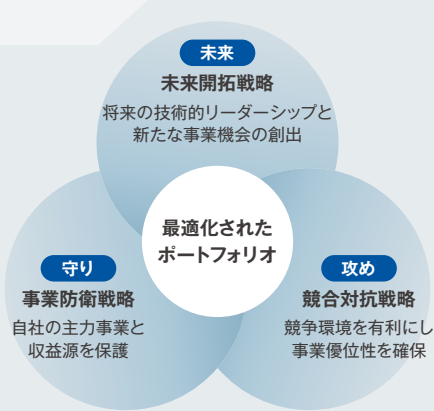 未来
未来開拓戦略
将来の技術的リーダーシップと
新たな事業機会の創出
最適化された
ポートフォリオ
守り
事業防衛戦略
自社の主力事業と
収益源を保護
攻め
競合対抗戦略
競争環境を有利にし
事業優位性を確保